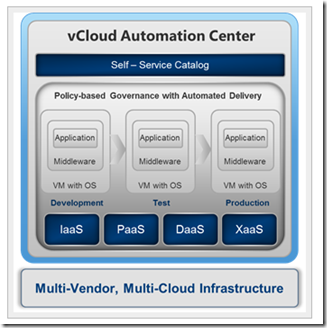 vCloud Automation Center
Self – Service Catalog
Policy-based Governance with Automated Delivery
Application Application Application
Middleware Middleware Middleware
VM with OS VM with OS VM with OS
Development Test Production
IaaS PaaS DaaS XaaS
Multi-Vendor, Multi-Cloud Infrastructure